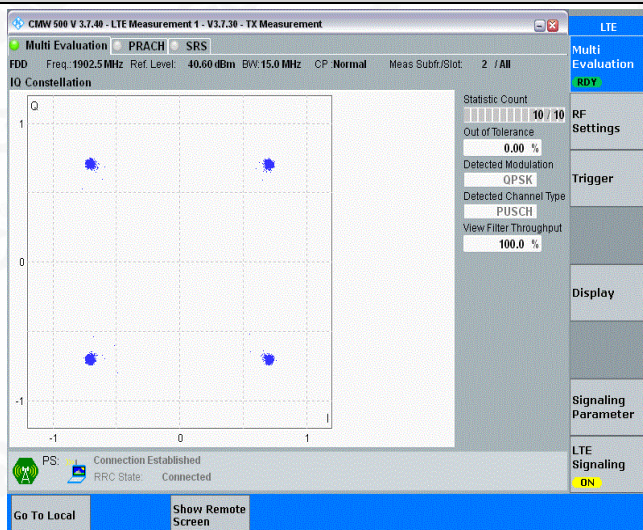 CMW 500 V 3.7.40 - LTE Measurement 1 - V3.7.30 - TX Measurement
LTE
Multi Evaluation PRACH SRS
Multi
Evaluation
RDY
FDD Freq.:1902.5 MHz Ref. Level: 40.60 dBm BW:15.0 MHz CP :Normal Meas Subfr./Slot: 2 / All
IQ Constellation
Q
1
0
-1
I
-1 0 1
Statistic Count
10 / 10
Out of Tolerance
0.00 %
Detected Modulation
QPSK
Detected Channel Type
PUSCH
View Filter Throughput
100.0 %
RF
Settings
Trigger
Display
Signaling
Parameter
LTE
Signaling
ON
PS: Connection Established
RRC State: Connected
Go To Local
Show Remote
Screen